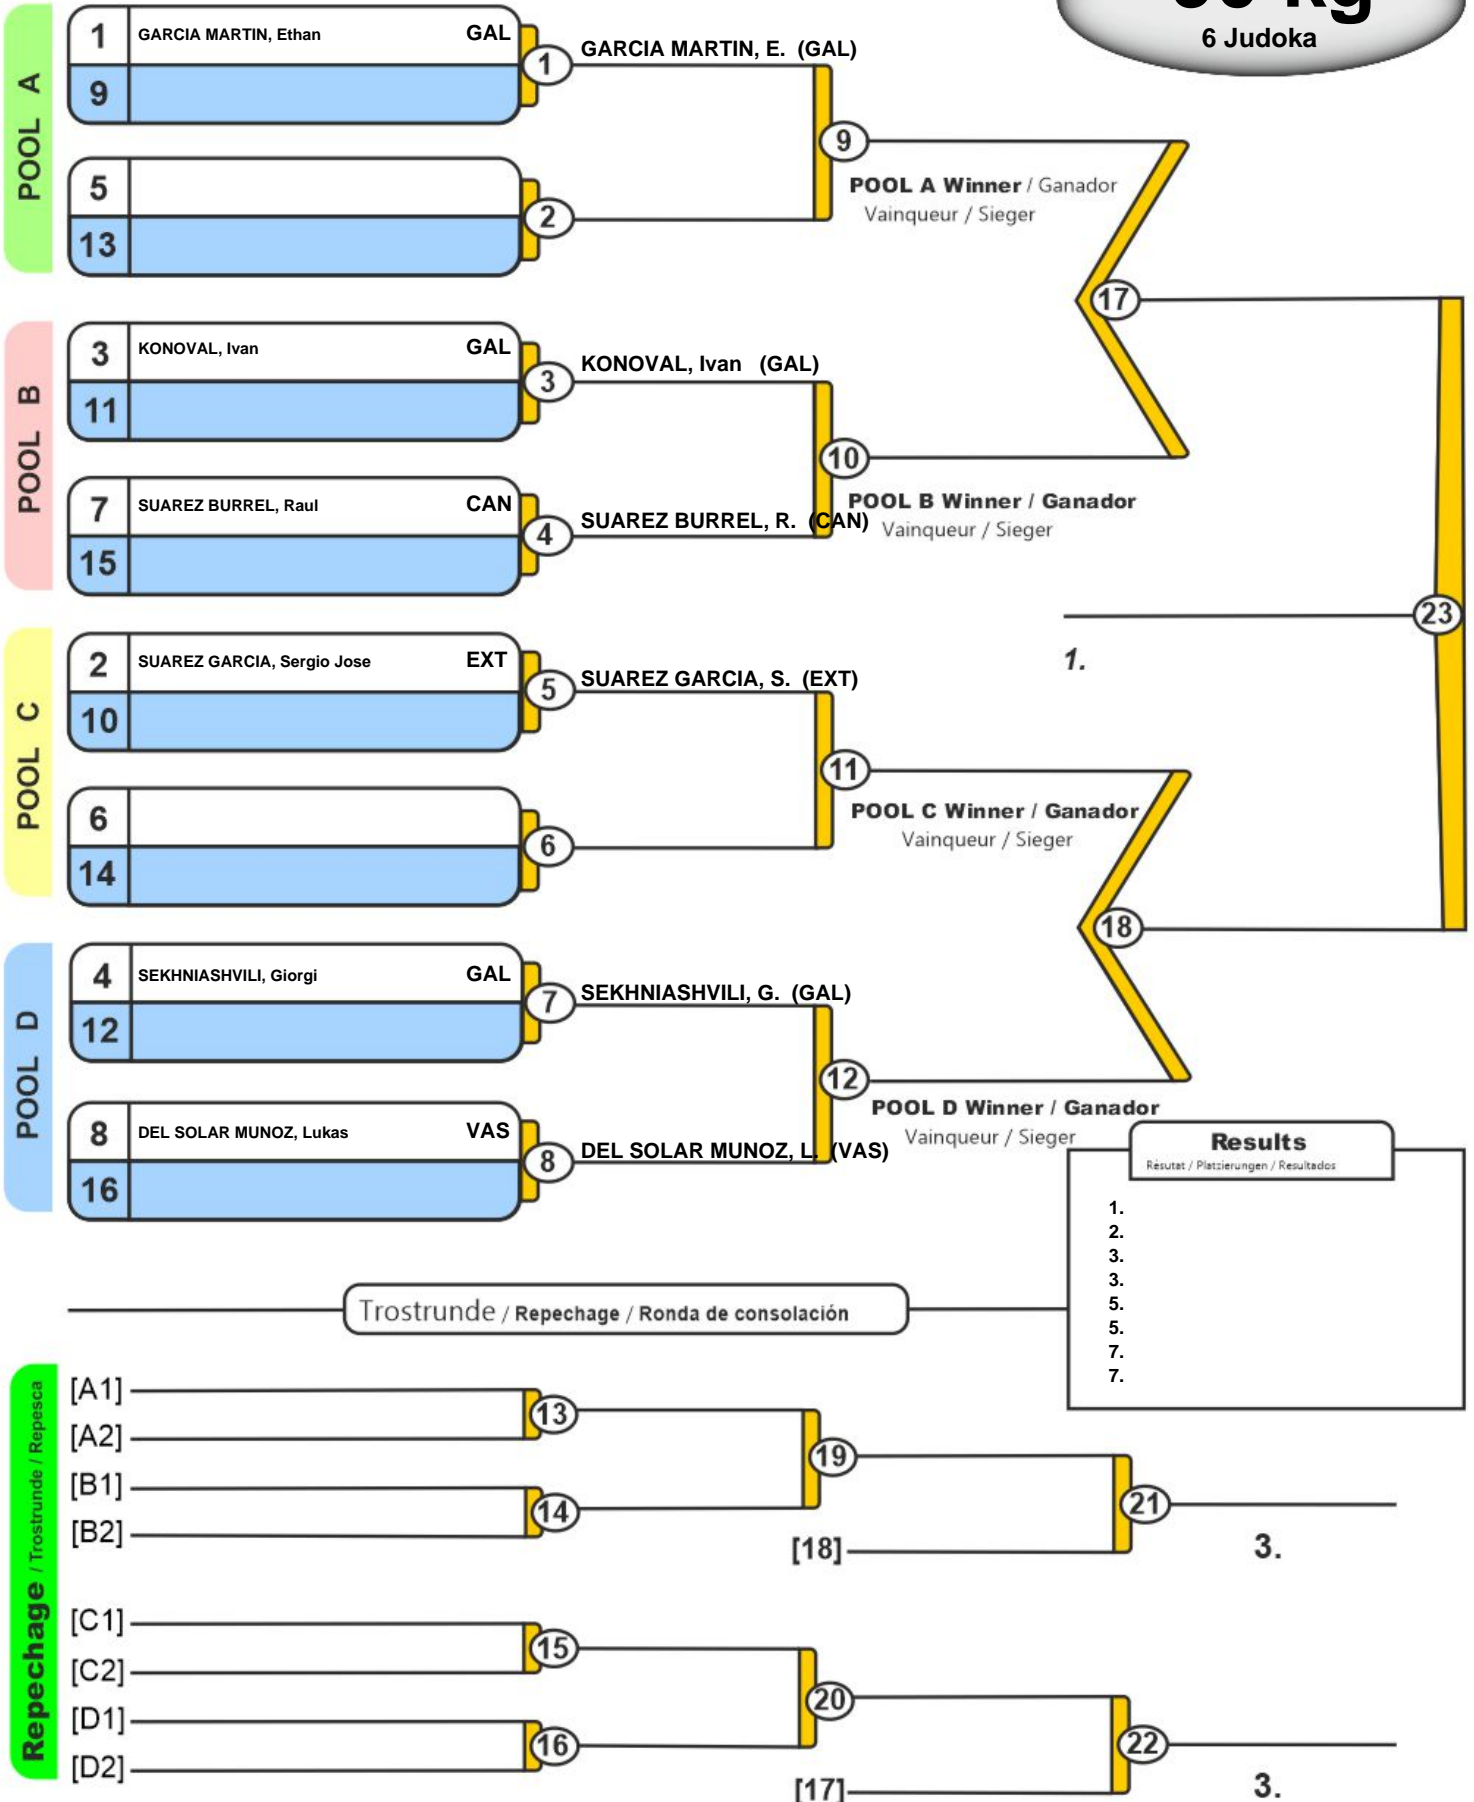 kg
6 Judoka
POOL A
1 GARCIA MARTIN, Ethan GAL
9
1
GARCIA MARTIN, E. (GAL)
5
13
2
9
POOL A Winner / Ganador
Vainqueur / Sieger
POOL B
3 KONOVAL, Ivan GAL
11
3
KONOVAL, Ivan (GAL)
7 SUAREZ BURREL, Raul CAN
15
4
SUAREZ BURREL, R. (CAN)
10
POOL B Winner / Ganador
Vainqueur / Sieger
17
23
1.
POOL C
2 SUAREZ GARCIA, Sergio Jose EXT
10
5
SUAREZ GARCIA, S. (EXT)
6
14
6
11
POOL C Winner / Ganador
Vainqueur / Sieger
18
POOL D
4 SEKHNIASHVILI, Giorgi GAL
12
7
SEKHNIASHVILI, G. (GAL)
8 DEL SOLAR MUNOZ, Lukas VAS
16
8
DEL SOLAR MUNOZ, L. (VAS)
12
POOL D Winner / Ganador
Vainqueur / Sieger
Results
Résutat / Platzierungen / Resultados
1.
2.
3.
3.
5.
5.
7.
7.
Trostrunde / Repechage / Ronda de consolación
Repechage / Trostrunde / Repesca
[A1]
[A2]
13
[B1]
[B2]
14
19
[18]
21
3.
[C1]
[C2]
15
[D1]
[D2]
16
20
[17]
22
3.